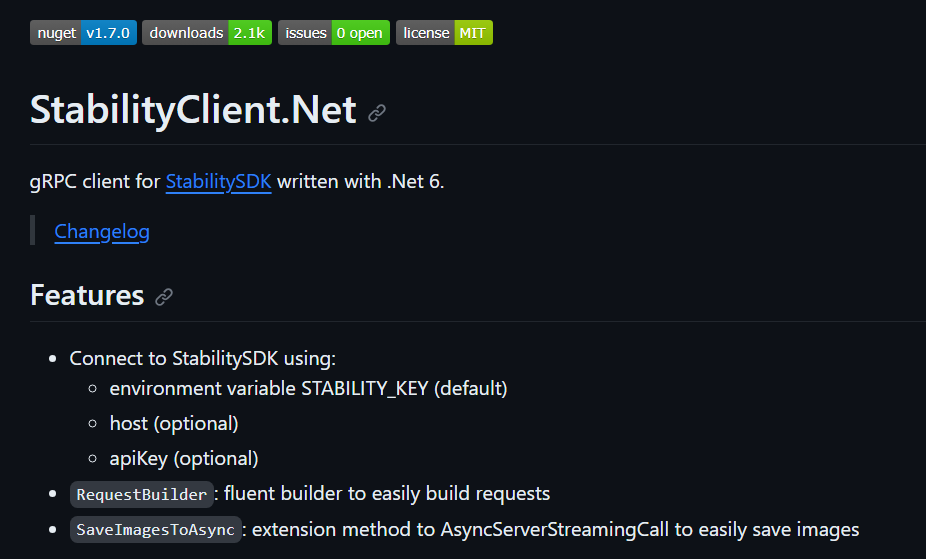 nuget v1.7.0 downloads 2.1k issues 0 open license MIT
StabilityClient.Net
gRPC client for StabilitySDK written with .Net 6.
Changelog
Features
• Connect to StabilitySDK using:
◦ environment variable STABILITY_KEY (default)
◦ host (optional)
◦ apiKey (optional)
• RequestBuilder: fluent builder to easily build requests
• SaveImagesToAsync: extension method to AsyncServerStreamingCall to easily save images